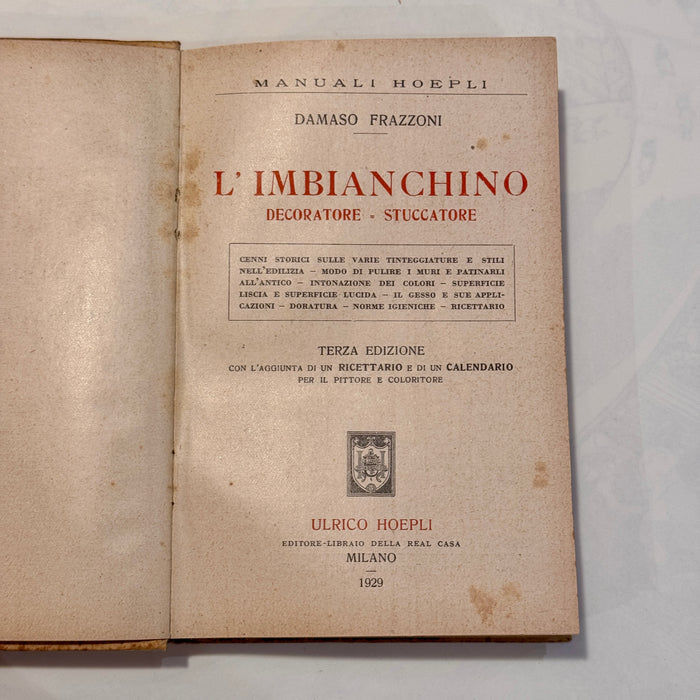 MANUALI HOEPLI
DAMASO FRAZZONI
L'IMBIANCHINO
DECORATORE - STUCCATORE
CENNI STORICI SULLE VARIE TINTEGGIATURE E STILI
NELL'EDILIZIA — MODO DI PULIRE I MURI E PATINARLI
ALL'ANTICO — INTONAZIONE DEI COLORI — SUPERFICIE
LISCIA E SUPERFICIE LUCIDA — IL GESSO E SUE APPLI-
CAZIONI — DORATURA — NORME IGIENICHE — RICETTARIO
TERZA EDIZIONE
CON L'AGGIUNTA DI UN RICETTARIO E DI UN CALENDARIO
PER IL PITTORE E COLORITORE
ULRICO HOEPLI
EDITORE-LIBRAIO DELLA REAL CASA
MILANO
1929